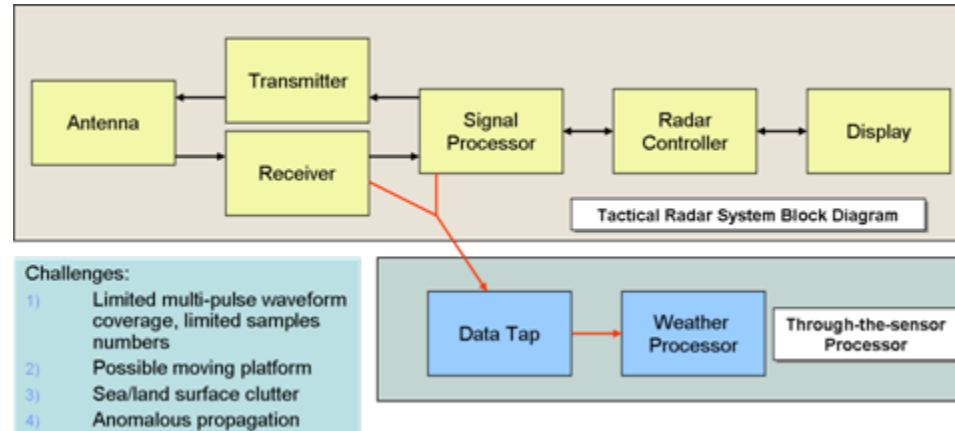 Transmitter
Antenna
Receiver
Signal
Processor
Radar
Controller
Display
Tactical Radar System Block Diagram
Challenges:
1) Limited multi-pulse waveform
coverage, limited samples
numbers
2) Possible moving platform
3) Sea/land surface clutter
4) Anomalous propagation
Data Tap
Weather
Processor
Through-the-sensor
Processor